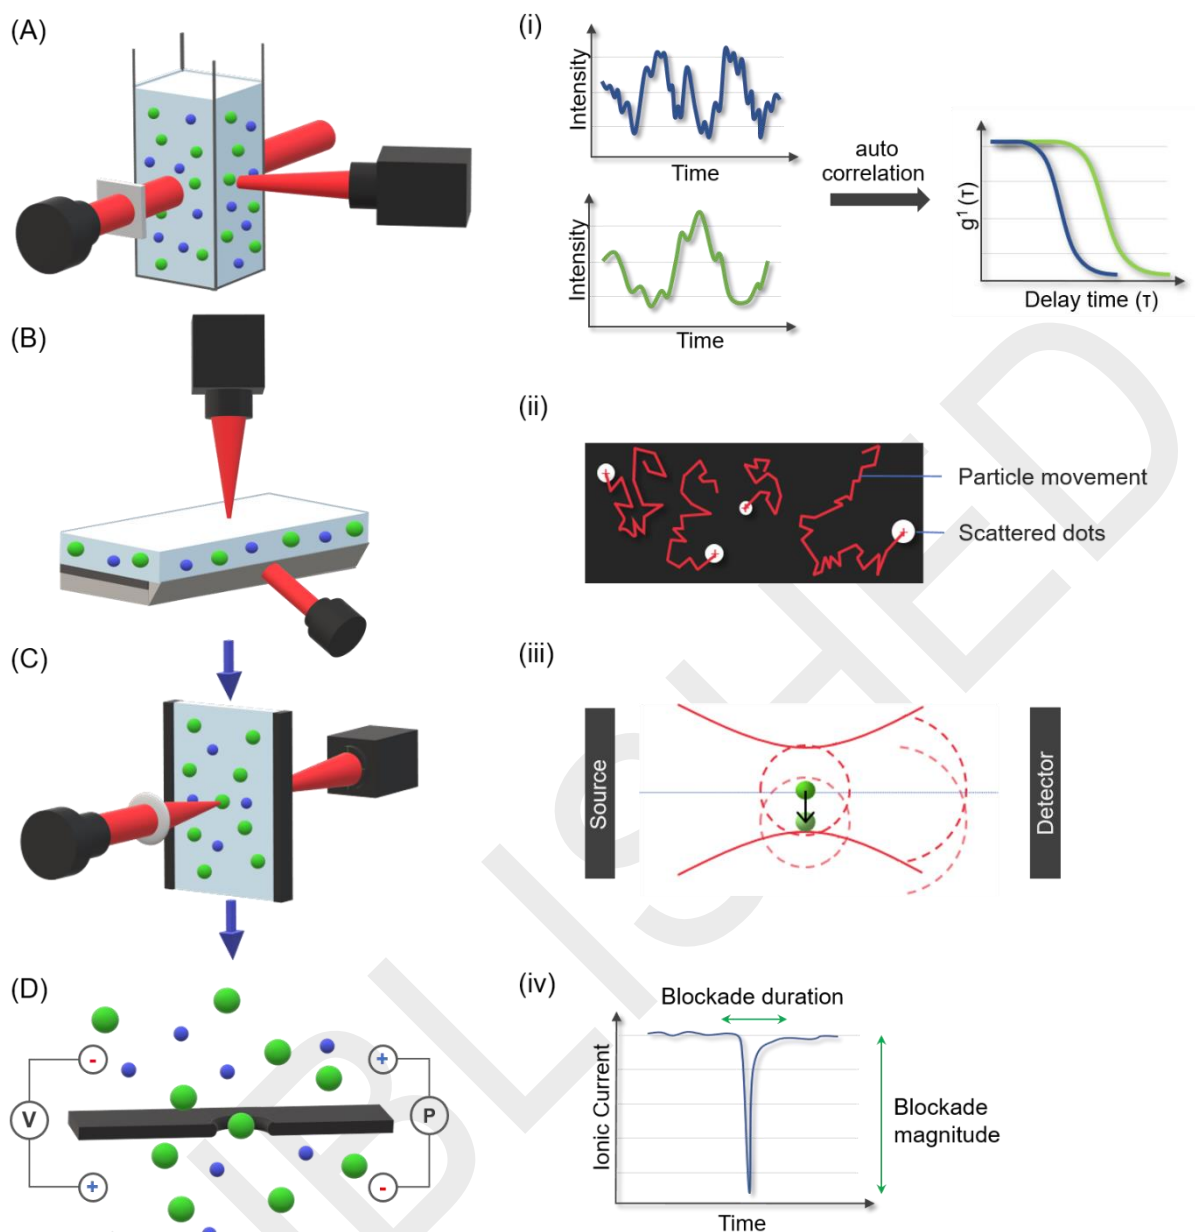 (A)
(i)
Intensity
Time
Intensity
Time
auto
correlation
g¹ (τ)
Delay time (τ)
(B)
(ii)
Particle movement
Scattered dots
(C)
(iii)
Source
Detector
(D)
-
+
V
P
+
-
(iv)
Blockade duration
Ionic Current
Blockade
magnitude
Time